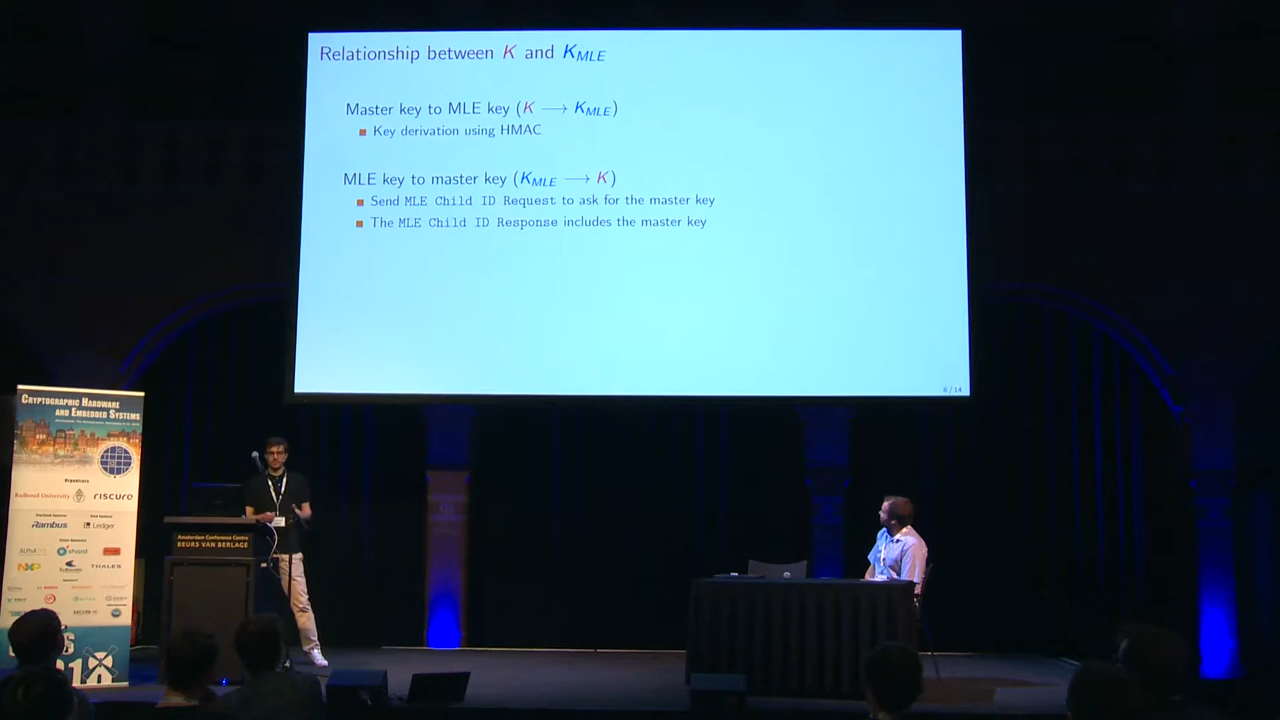 Relationship between K and K_MLE
Master key to MLE key (K ⟶ K_MLE)
■ Key derivation using HMAC
MLE key to master key (K_MLE ⟶ K)
■ Send MLE Child ID Request to ask for the master key
■ The MLE Child ID Response includes the master key
8 / 14
CRYPTOGRAPHIC HARDWARE
AND EMBEDDED SYSTEMS
Organizers
Radboud University
riscure
Rambus
Ledger
NXP
THALES
Amsterdam Conference Centre
BEURS VAN BERLAGE